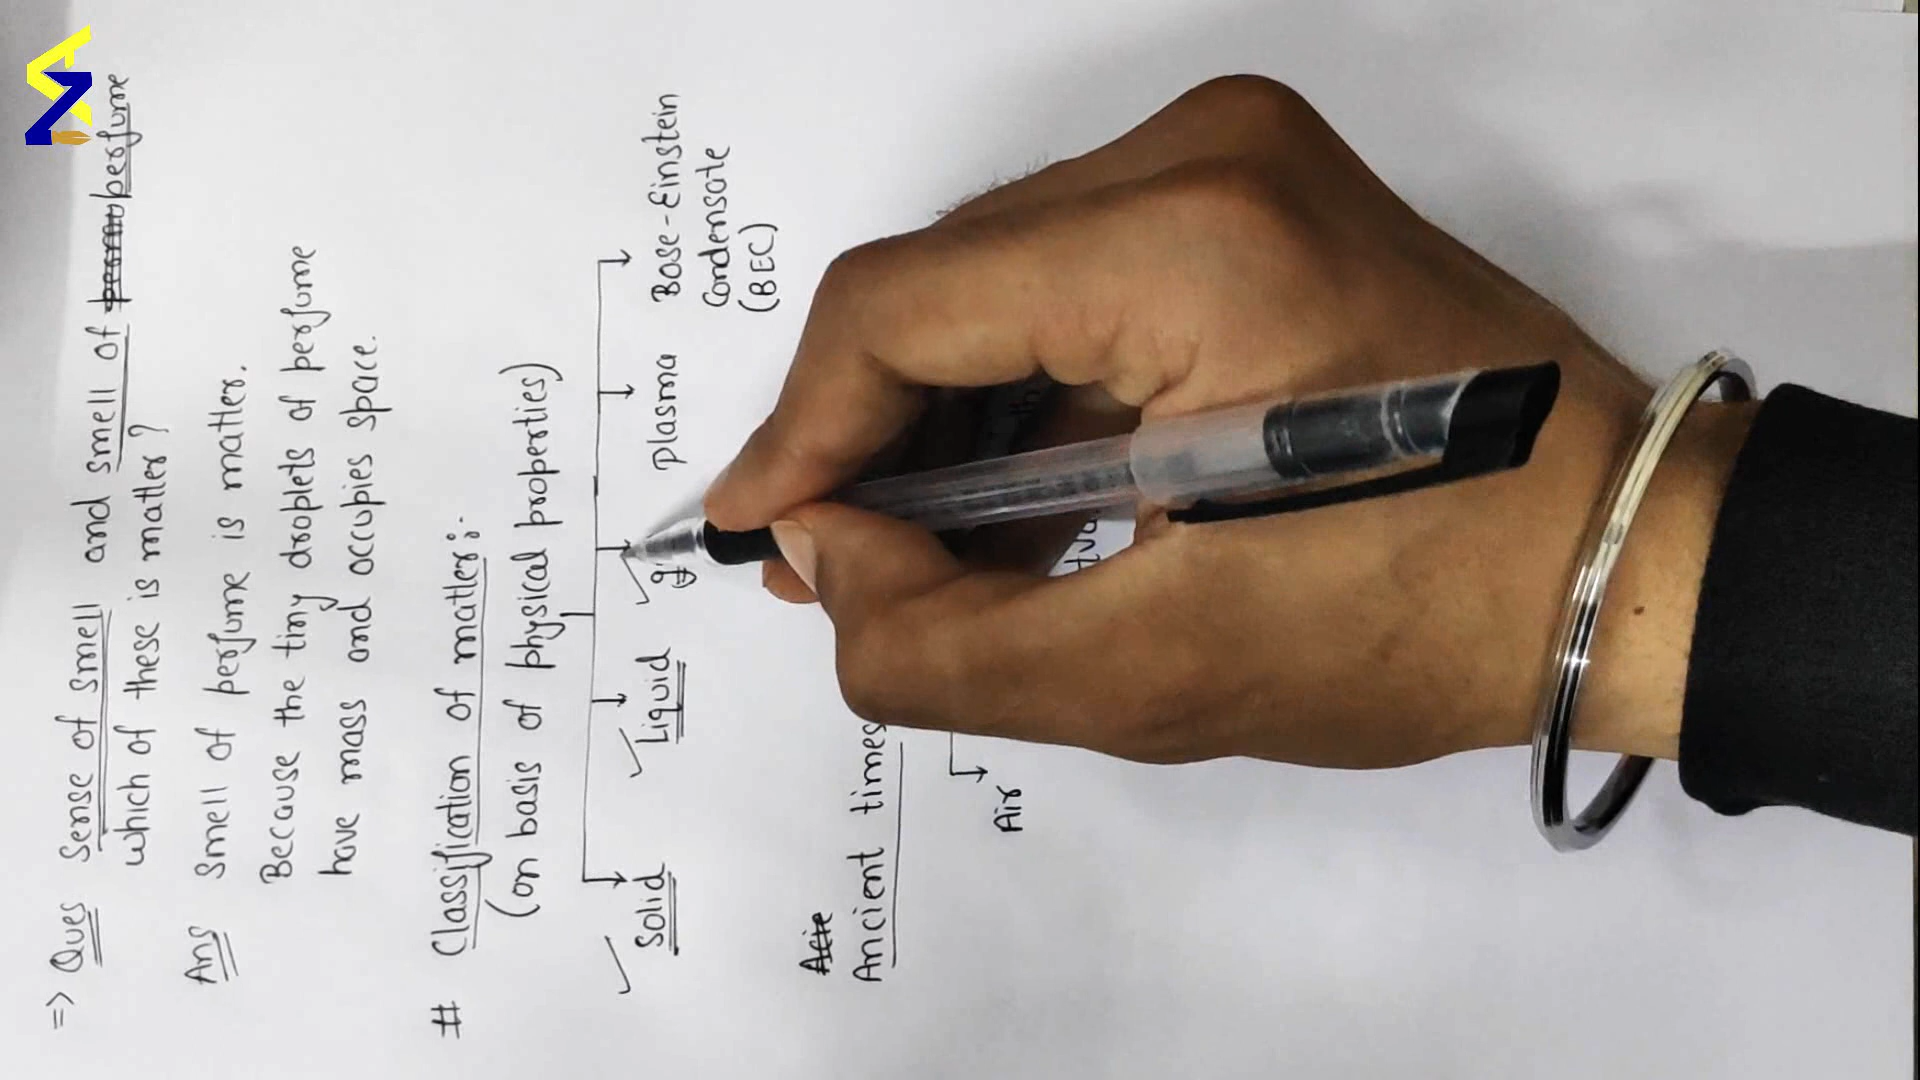 => Ques Sense of smell and smell of perfume
which of these is matter?
Ans Smell of perfume is matter.
Because the tiny droplets of perfume
have mass and occupies space.
# Classification of matter:
(on basis of physical properties)
Solid Liquid Plasma Bose-Einstein
Condensate
(BEC)
Ancient times
Air